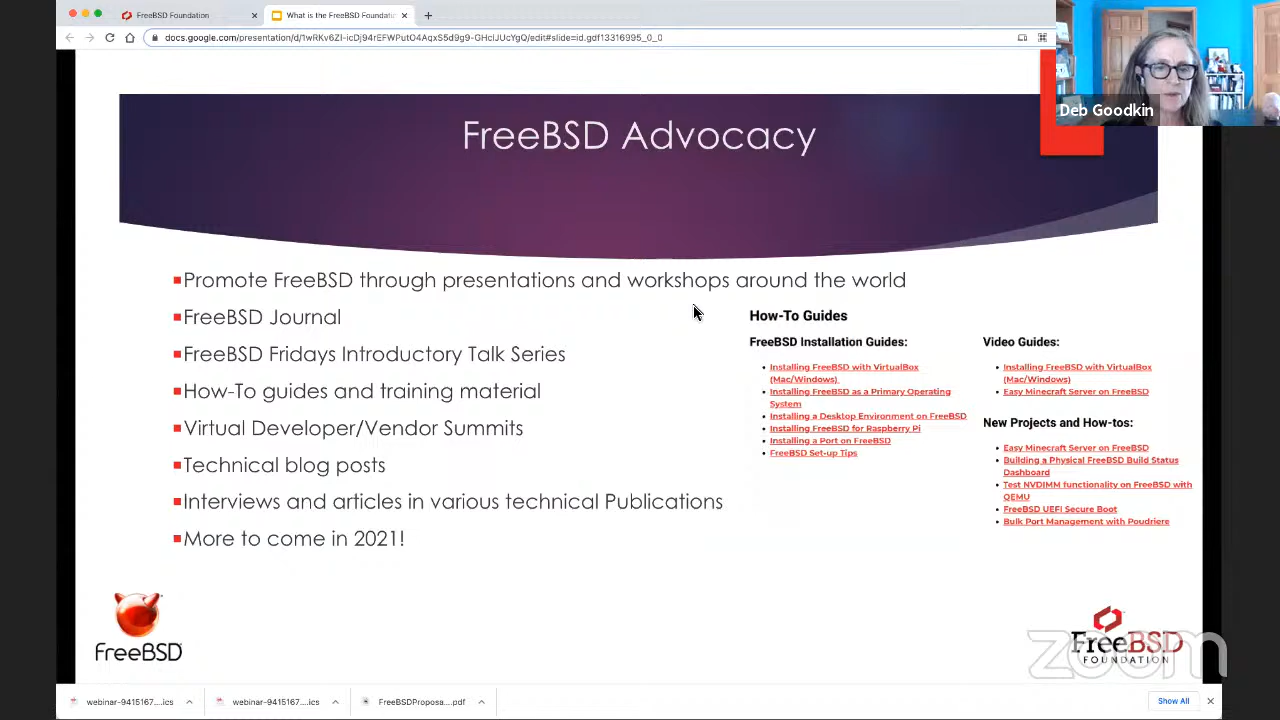 FreeBSD Foundation
What is the FreeBSD Foundati
docs.google.com/presentation/d/1wRKv6ZI-icDj94rEFWPutO4AqxS5d9g9-GHcIJUcYgQ/edit#slide=id.gdf13316995_0_0
Deb Goodkin
FreeBSD Advocacy
Promote FreeBSD through presentations and workshops around the world
FreeBSD Journal
FreeBSD Fridays Introductory Talk Series
How-To guides and training material
Virtual Developer/Vendor Summits
Technical blog posts
Interviews and articles in various technical Publications
More to come in 2021!
How-To Guides
FreeBSD Installation Guides:
Installing FreeBSD with VirtualBox
(Mac/Windows)
Installing FreeBSD as a Primary Operating
System
Installing a Desktop Environment on FreeBSD
Installing FreeBSD for Raspberry Pi
Installing a Port on FreeBSD
FreeBSD Set-up Tips
Video Guides:
Installing FreeBSD with VirtualBox
(Mac/Windows)
Easy Minecraft Server on FreeBSD
New Projects and How-tos:
Easy Minecraft Server on FreeBSD
Building a Physical FreeBSD Build Status
Dashboard
Test NVDIMM functionality on FreeBSD with
QEMU
FreeBSD UEFI Secure Boot
Bulk Port Management with Poudriere
FreeBSD
FreeBSD
FOUNDATION
zoom
webinar-9415167....ics
webinar-9415167....ics
FreeBSDProposa....pdf
Show All